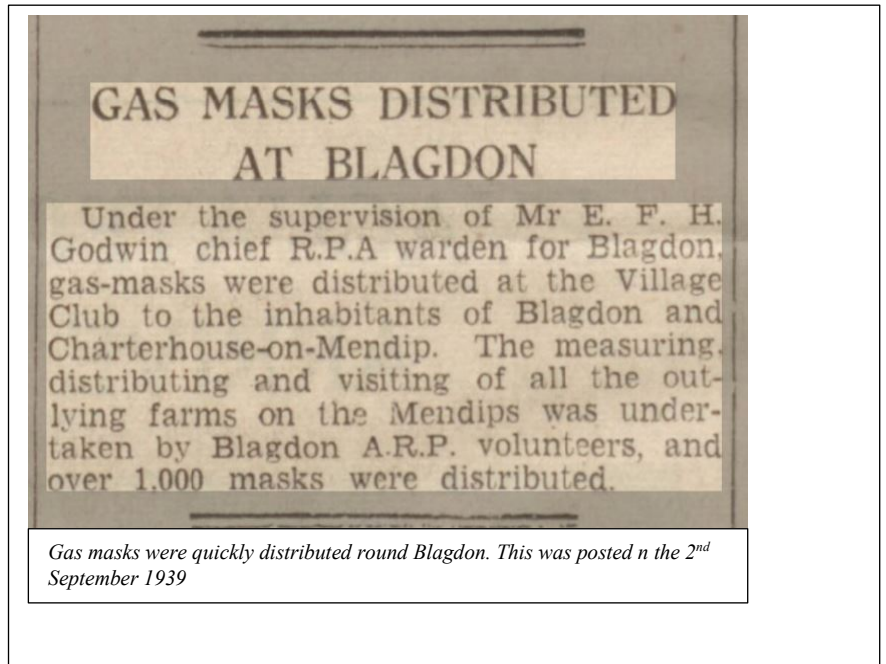 GAS MASKS DISTRIBUTED
AT BLAGDON
Under the supervision of Mr E. F. H.
Godwin chief R.P.A warden for Blagdon,
gas-masks were distributed at the Village
Club to the inhabitants of Blagdon and
Charterhouse-on-Mendip. The measuring,
distributing and visiting of all the out-
lying farms on the Mendips was under-
taken by Blagdon A.R.P. volunteers, and
over 1,000 masks were distributed.
Gas masks were quickly distributed round Blagdon. This was posted n the 2nd
September 1939